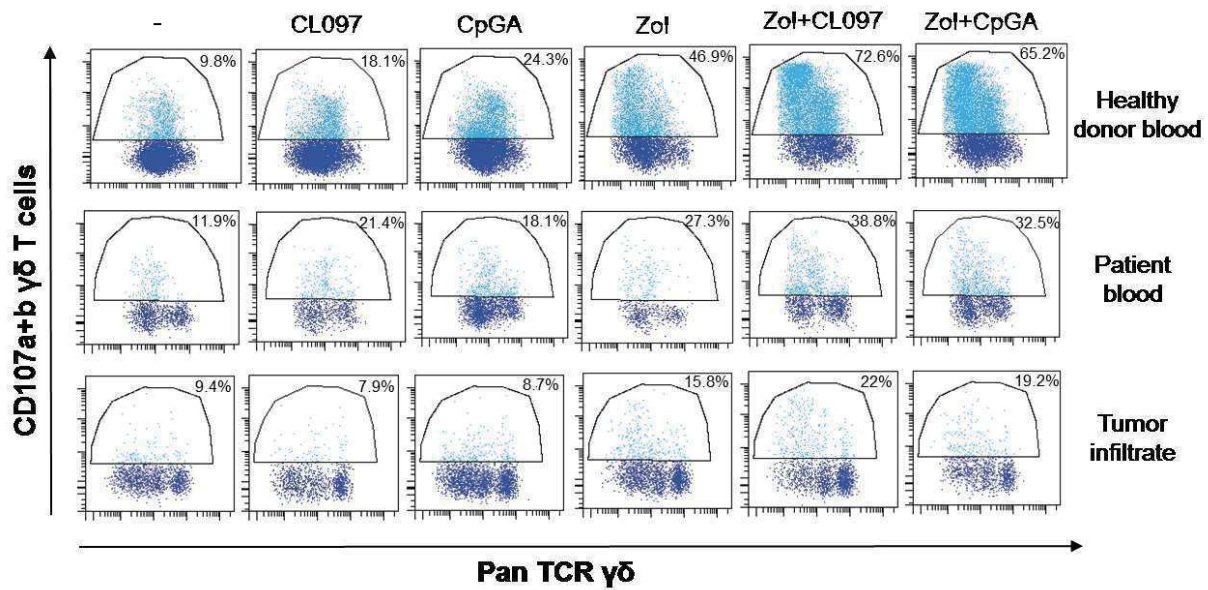 - CL097 CpGA Zol Zol+CL097 Zol+CpGA
9.8% 18.1% 24.3% 46.9% 72.6% 65.2%
Healthy
donor blood
11.9% 21.4% 18.1% 27.3% 38.8% 32.5%
Patient
blood
9.4% 7.9% 8.7% 15.8% 22% 19.2%
Tumor
infiltrate
CD107a+b γδ T cells
Pan TCR γδ